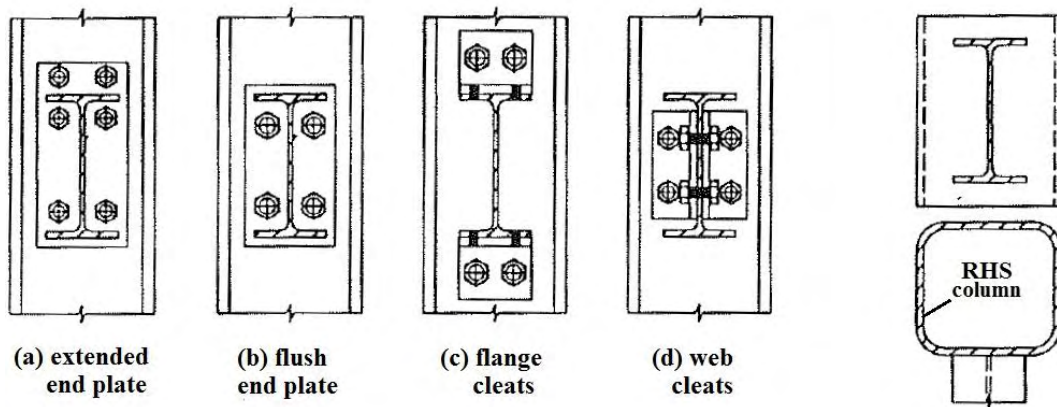 RHS
column
(a) extended
end plate
(b) flush
end plate
(c) flange
cleats
(d) web
cleats